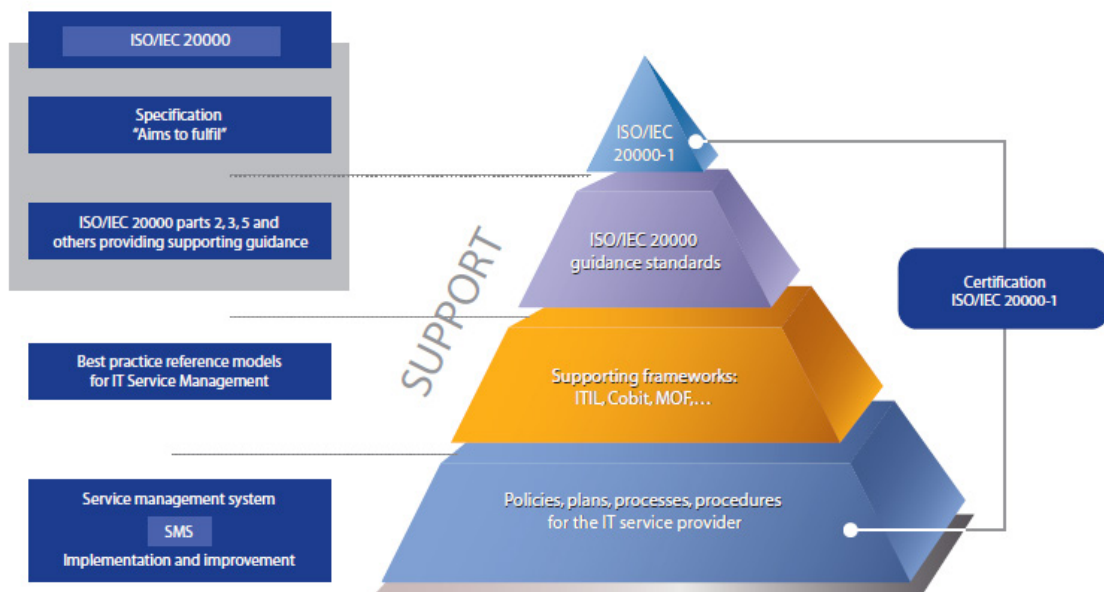 ISO/IEC 20000
Specification
“Aims to fulfil”
ISO/IEC 20000 parts 2, 3, 5 and
others providing supporting guidance
Best practice reference models
for IT Service Management
Service management system
SMS
Implementation and improvement
SUPPORT
ISO/IEC
20000-1
ISO/IEC 20000
guidance standards
Supporting frameworks:
ITIL, Cobit, MOF,...
Policies, plans, processes, procedures
for the IT service provider
Certification
ISO/IEC 20000-1